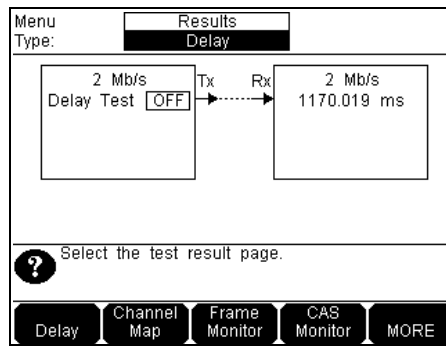 Menu Results
Type: Delay
2 Mb/s Tx Rx 2 Mb/s
Delay Test OFF 1170.019 ms
? Select the test result page.
Delay Channel Map Frame Monitor CAS Monitor MORE